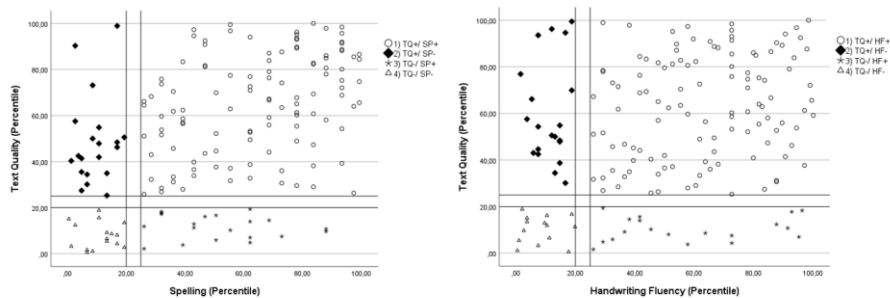 100,00
80,00
60,00
40,00
20,00
,00
Text Quality (Percentile)
,00 20,00 40,00 60,00 80,00 100,00
Spelling (Percentile)
1) TQ+/ SP+
2) TQ+/ SP-
3) TQ-/ SP+
4) TQ-/ SP-
100,00
80,00
60,00
40,00
20,00
,00
Text Quality (Percentile)
,00 20,00 40,00 60,00 80,00 100,00
Handwriting Fluency (Percentile)
1) TQ+/ HF+
2) TQ+/ HF-
3) TQ-/ HF+
4) TQ-/ HF-